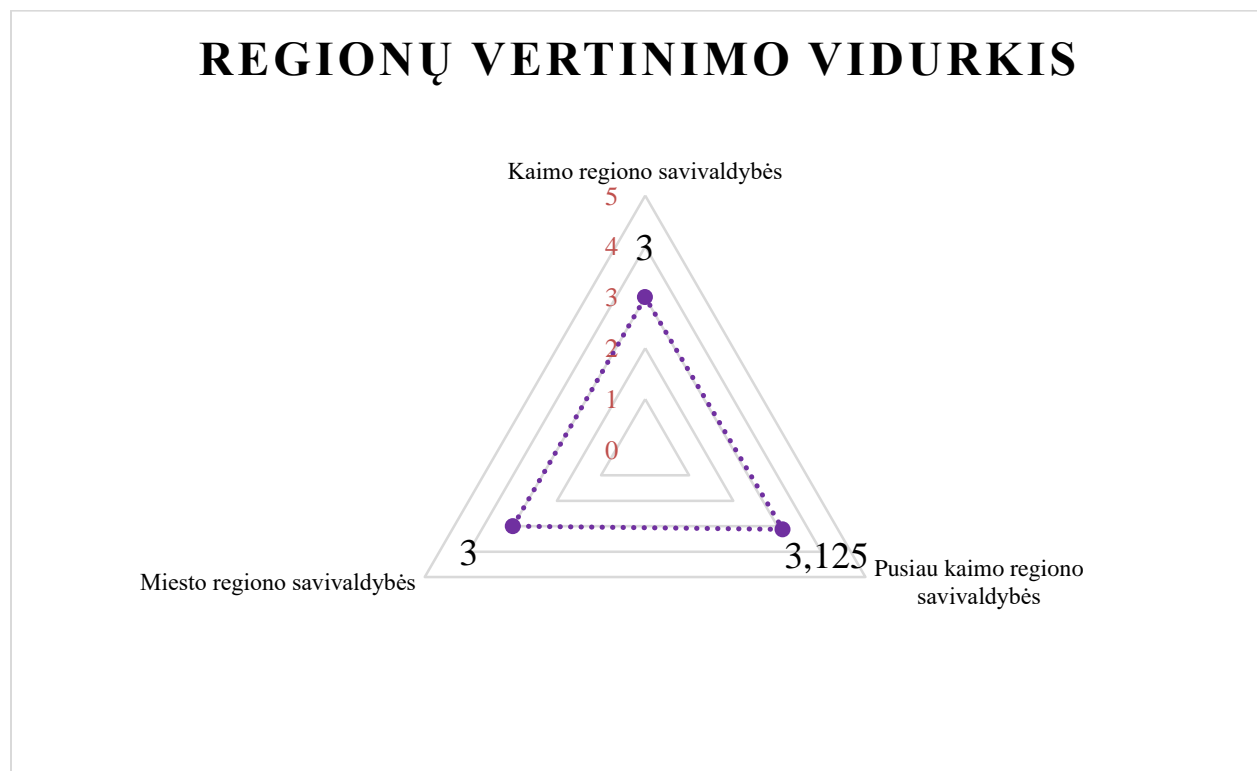 REGIONŲ VERTINIMO VIDURKIS
Kaimo regiono savivaldybės
5
4
3
3
2
1
0
3
3,125
Miesto regiono savivaldybės
Pusiau kaimo regiono
savivaldybės